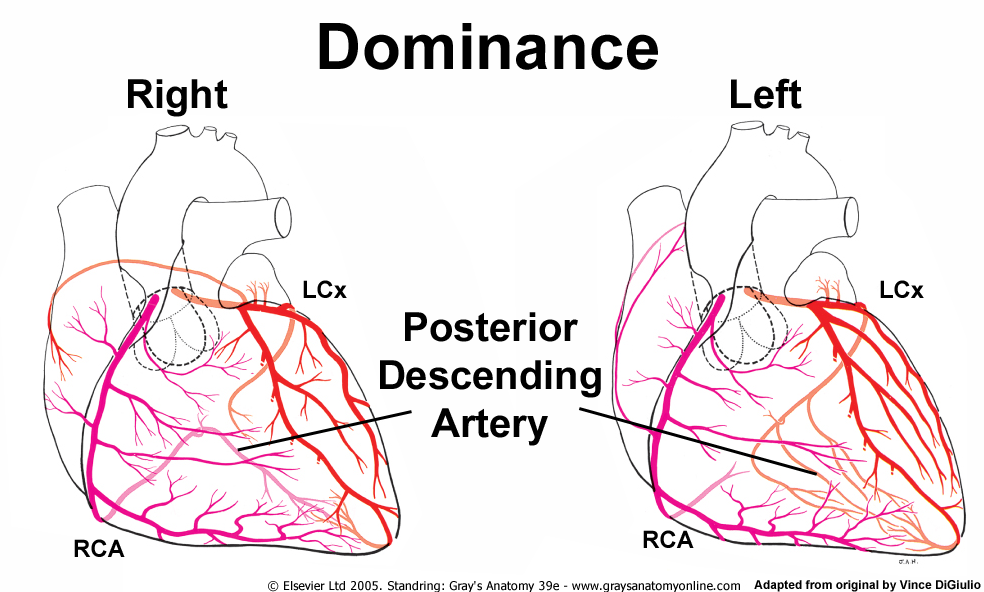 Dominance
Right
Left
LCx
LCx
Posterior
Descending
Artery
RCA
RCA
J.A.H.
© Elsevier Ltd 2005. Standring: Gray's Anatomy 39e - www.graysanatomyonline.com
Adapted from original by Vince DiGiulio